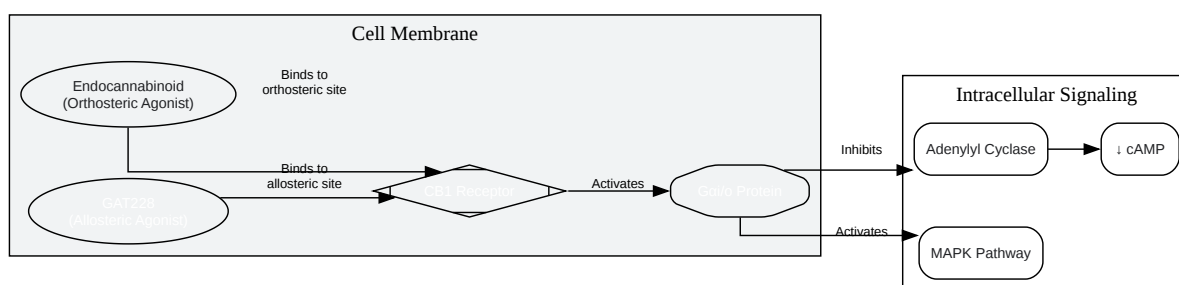 Cell Membrane
Endocannabinoid
(Orthosteric Agonist)
Binds to
orthosteric site
Binds to
allosteric site
GAT228
(Allosteric Agonist)
CB1 Receptor
Activates
Gαi/o Protein
Inhibits
Activates
Intracellular Signaling
Adenylyl Cyclase
↓ cAMP
MAPK Pathway